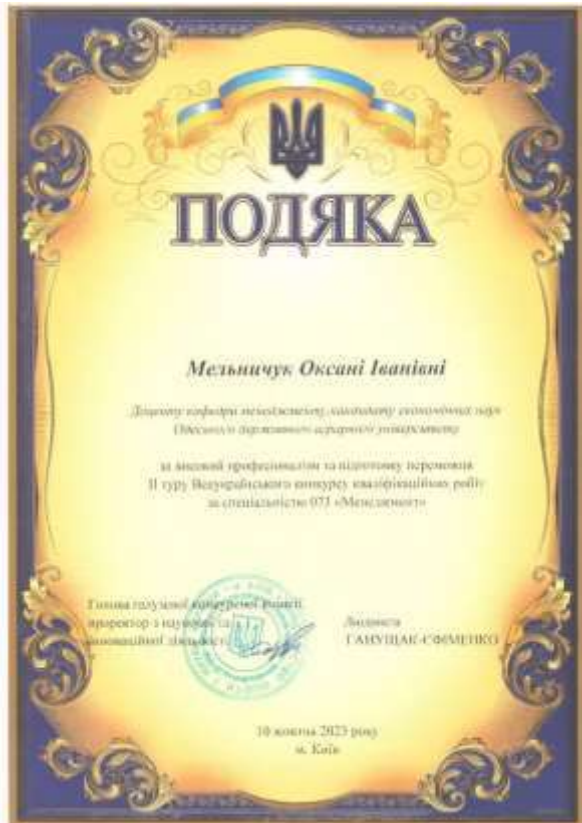 ПОДЯКА
Мельничук Оксані Іванівні
Доценту кафедри менеджменту, кандидату економічних наук
Одеського державного аграрного університету
за високий професіоналізм та підготовку переможця
ІІ туру Всеукраїнського конкурсу кваліфікаційних робіт
за спеціальністю 073 «Менеджмент»
Голова галузевої конкурсної комісії,
проректор з наукової та
інноваційної діяльності
Людмила
ГАНУЩАК-ЄФІМЕНКО
10 жовтня 2023 року
м. Київ